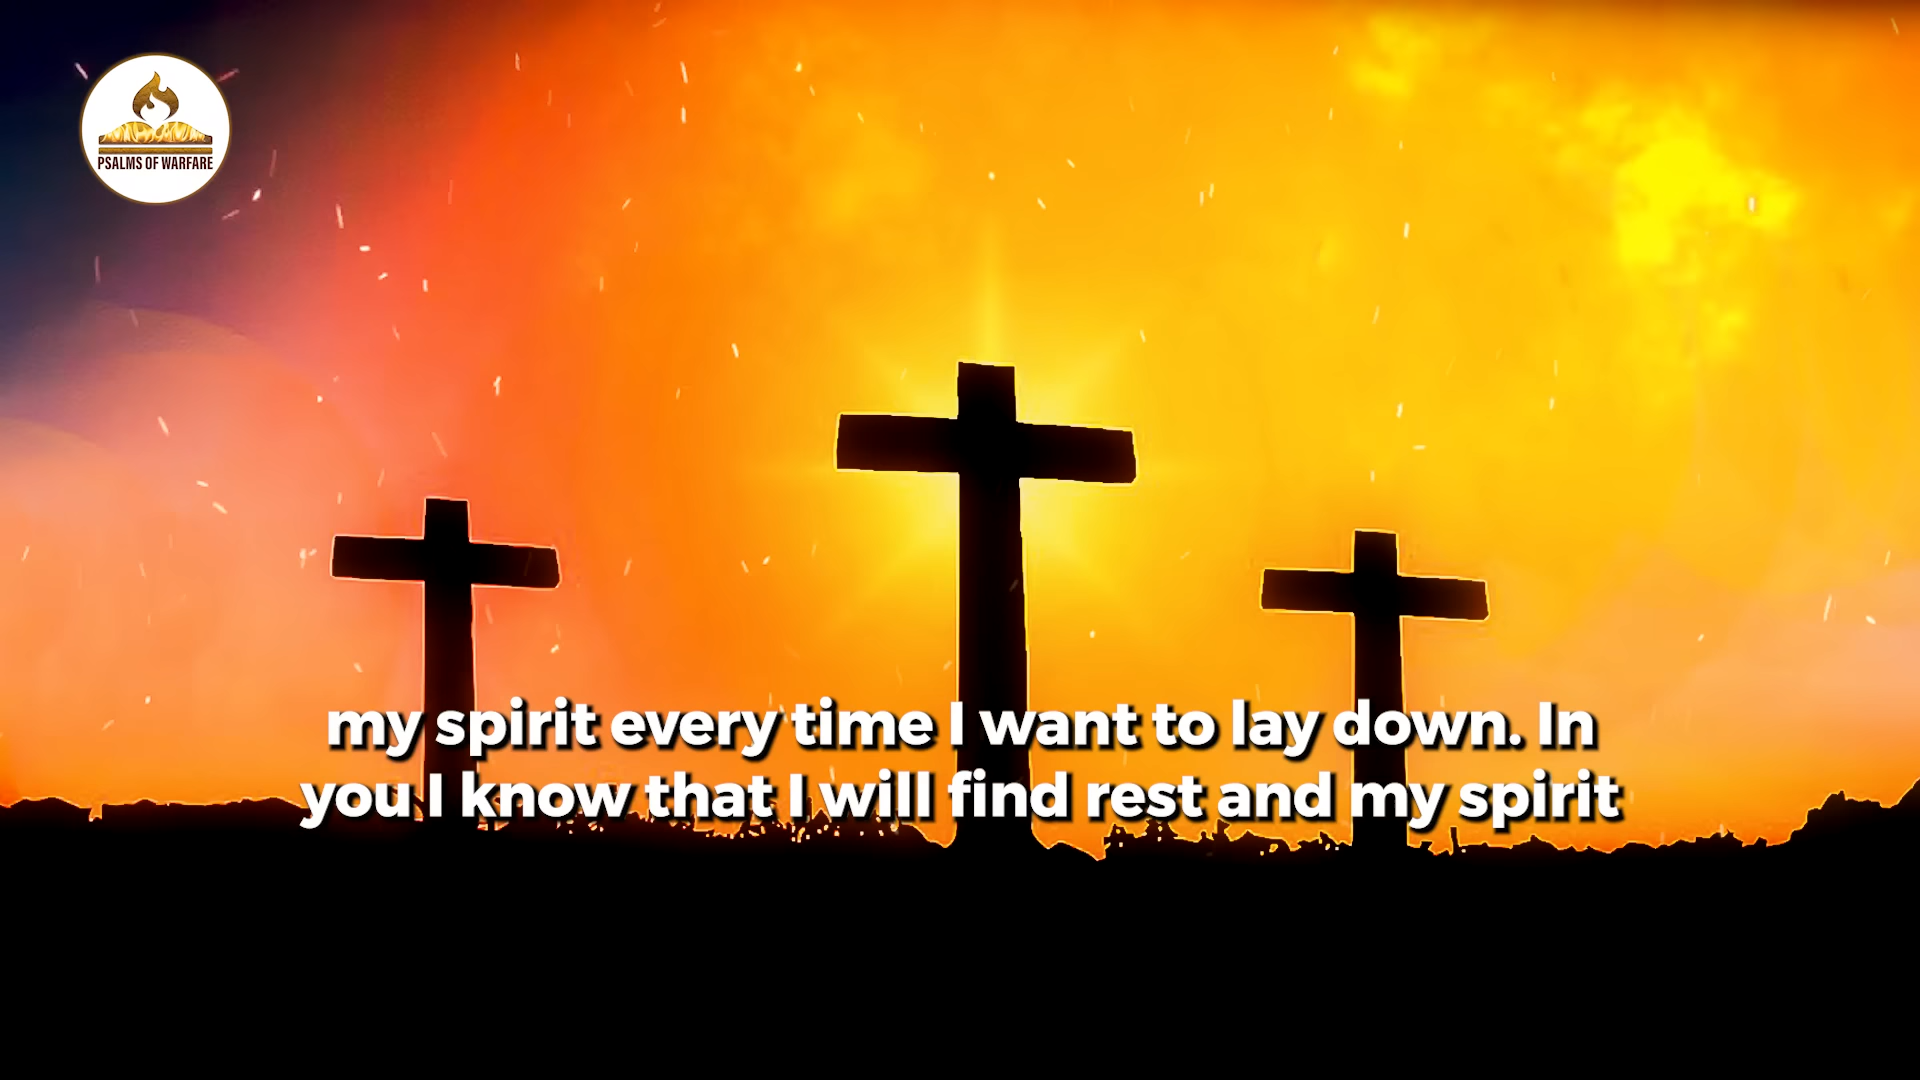 PSALMS OF WARFARE
my spirit every time I want to lay down. In
you I know that I will find rest and my spirit